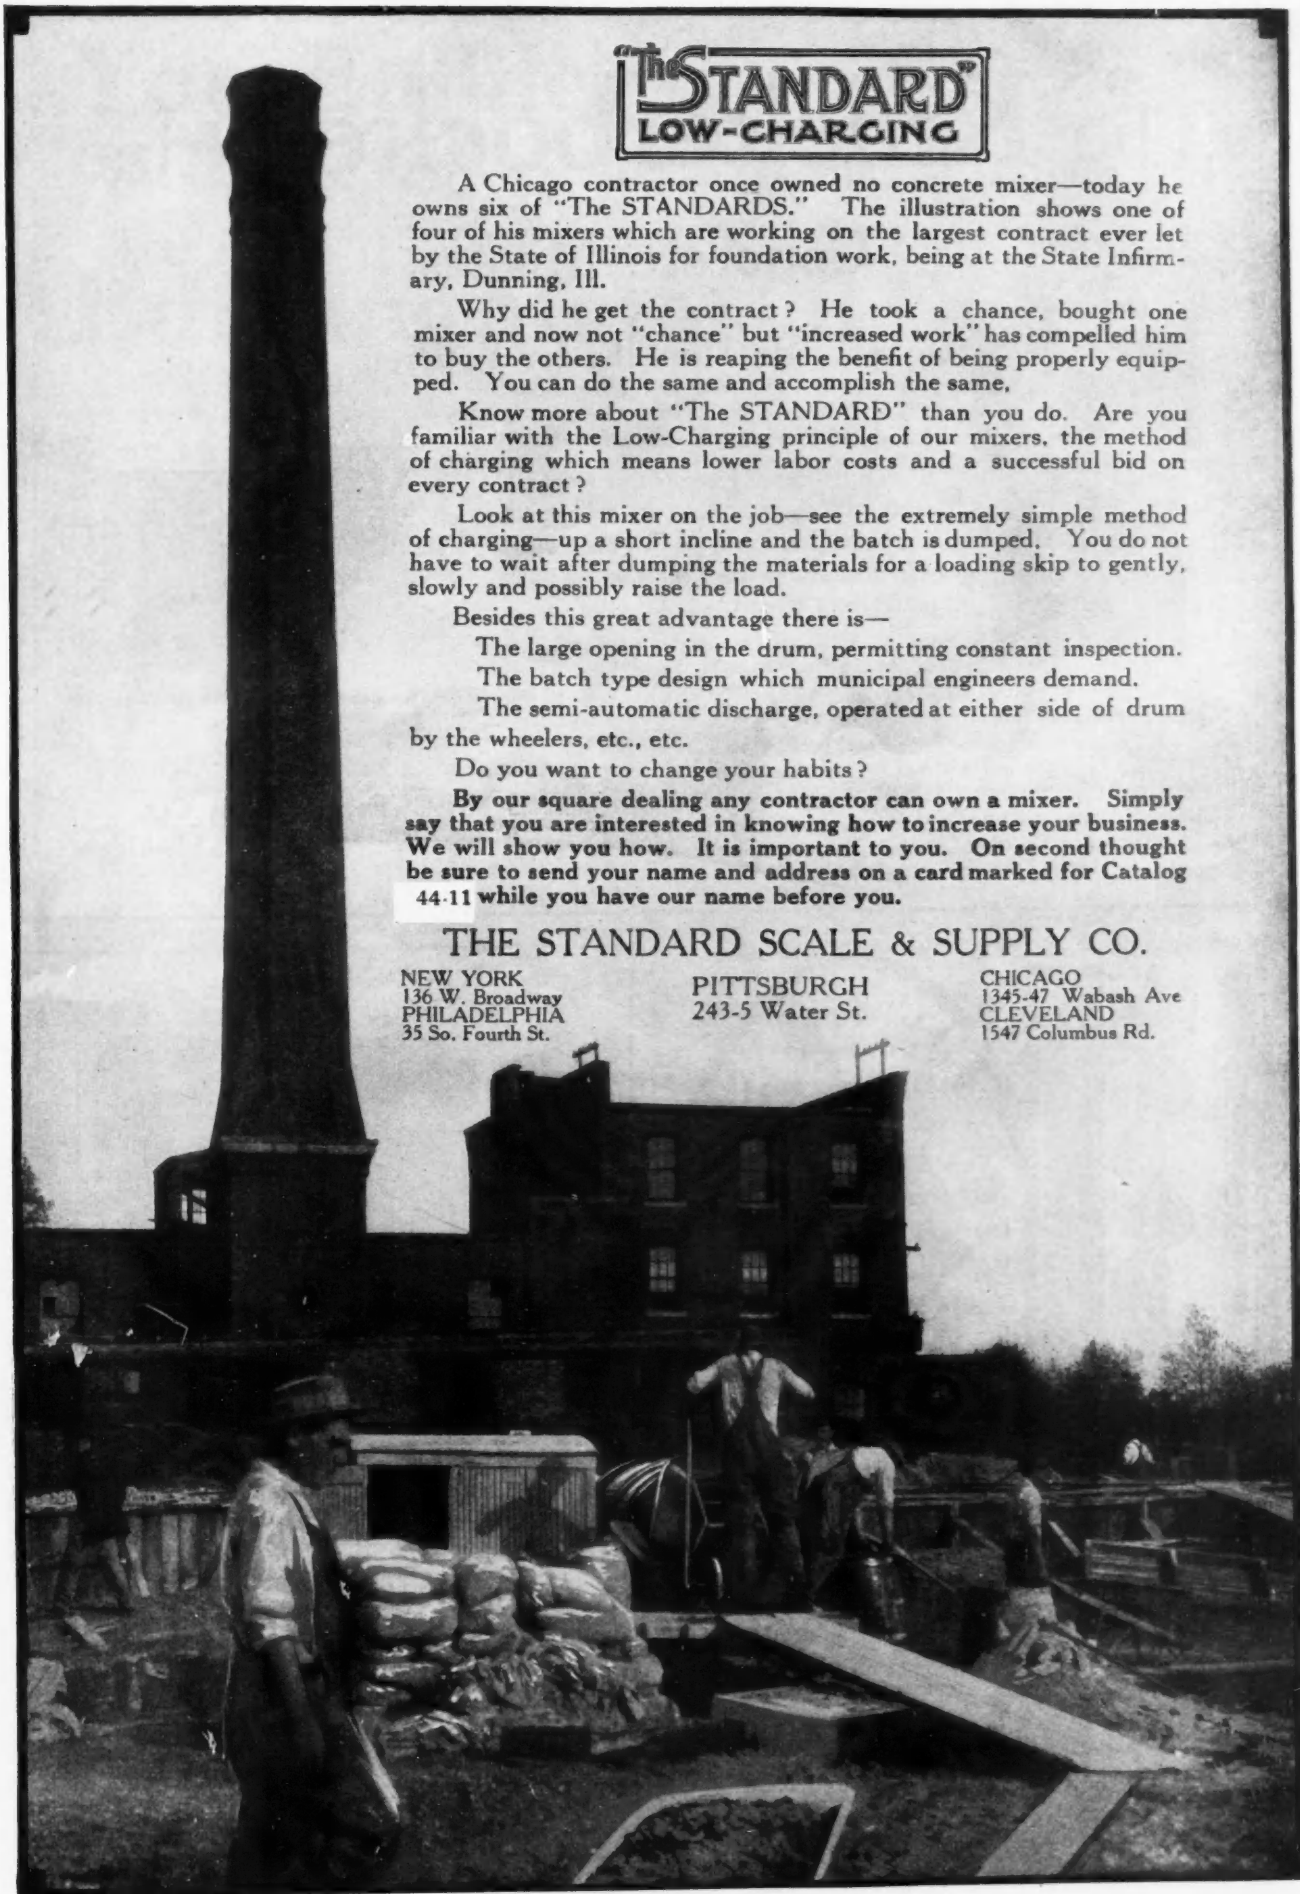 "The STANDARD"
LOW-CHARGING
A Chicago contractor once owned no concrete mixer—today he
owns six of "The STANDARDS." The illustration shows one of
four of his mixers which are working on the largest contract ever let
by the State of Illinois for foundation work, being at the State Infirm-
ary, Dunning, Ill.
Why did he get the contract? He took a chance, bought one
mixer and now not "chance" but "increased work" has compelled him
to buy the others. He is reaping the benefit of being properly equip-
ped. You can do the same and accomplish the same.
Know more about "The STANDARD" than you do. Are you
familiar with the Low-Charging principle of our mixers, the method
of charging which means lower labor costs and a successful bid on
every contract?
Look at this mixer on the job—see the extremely simple method
of charging—up a short incline and the batch is dumped. You do not
have to wait after dumping the materials for a loading skip to gently,
slowly and possibly raise the load.
Besides this great advantage there is—
The large opening in the drum, permitting constant inspection.
The batch type design which municipal engineers demand.
The semi-automatic discharge, operated at either side of drum
by the wheelers, etc., etc.
Do you want to change your habits?
By our square dealing any contractor can own a mixer. Simply
say that you are interested in knowing how to increase your business.
We will show you how. It is important to you. On second thought
be sure to send your name and address on a card marked for Catalog
44-11 while you have our name before you.
THE STANDARD SCALE & SUPPLY CO.
NEW YORK
136 W. Broadway
PHILADELPHIA
35 So. Fourth St.
PITTSBURGH
243-5 Water St.
CHICAGO
1345-47 Wabash Ave
CLEVELAND
1547 Columbus Rd.